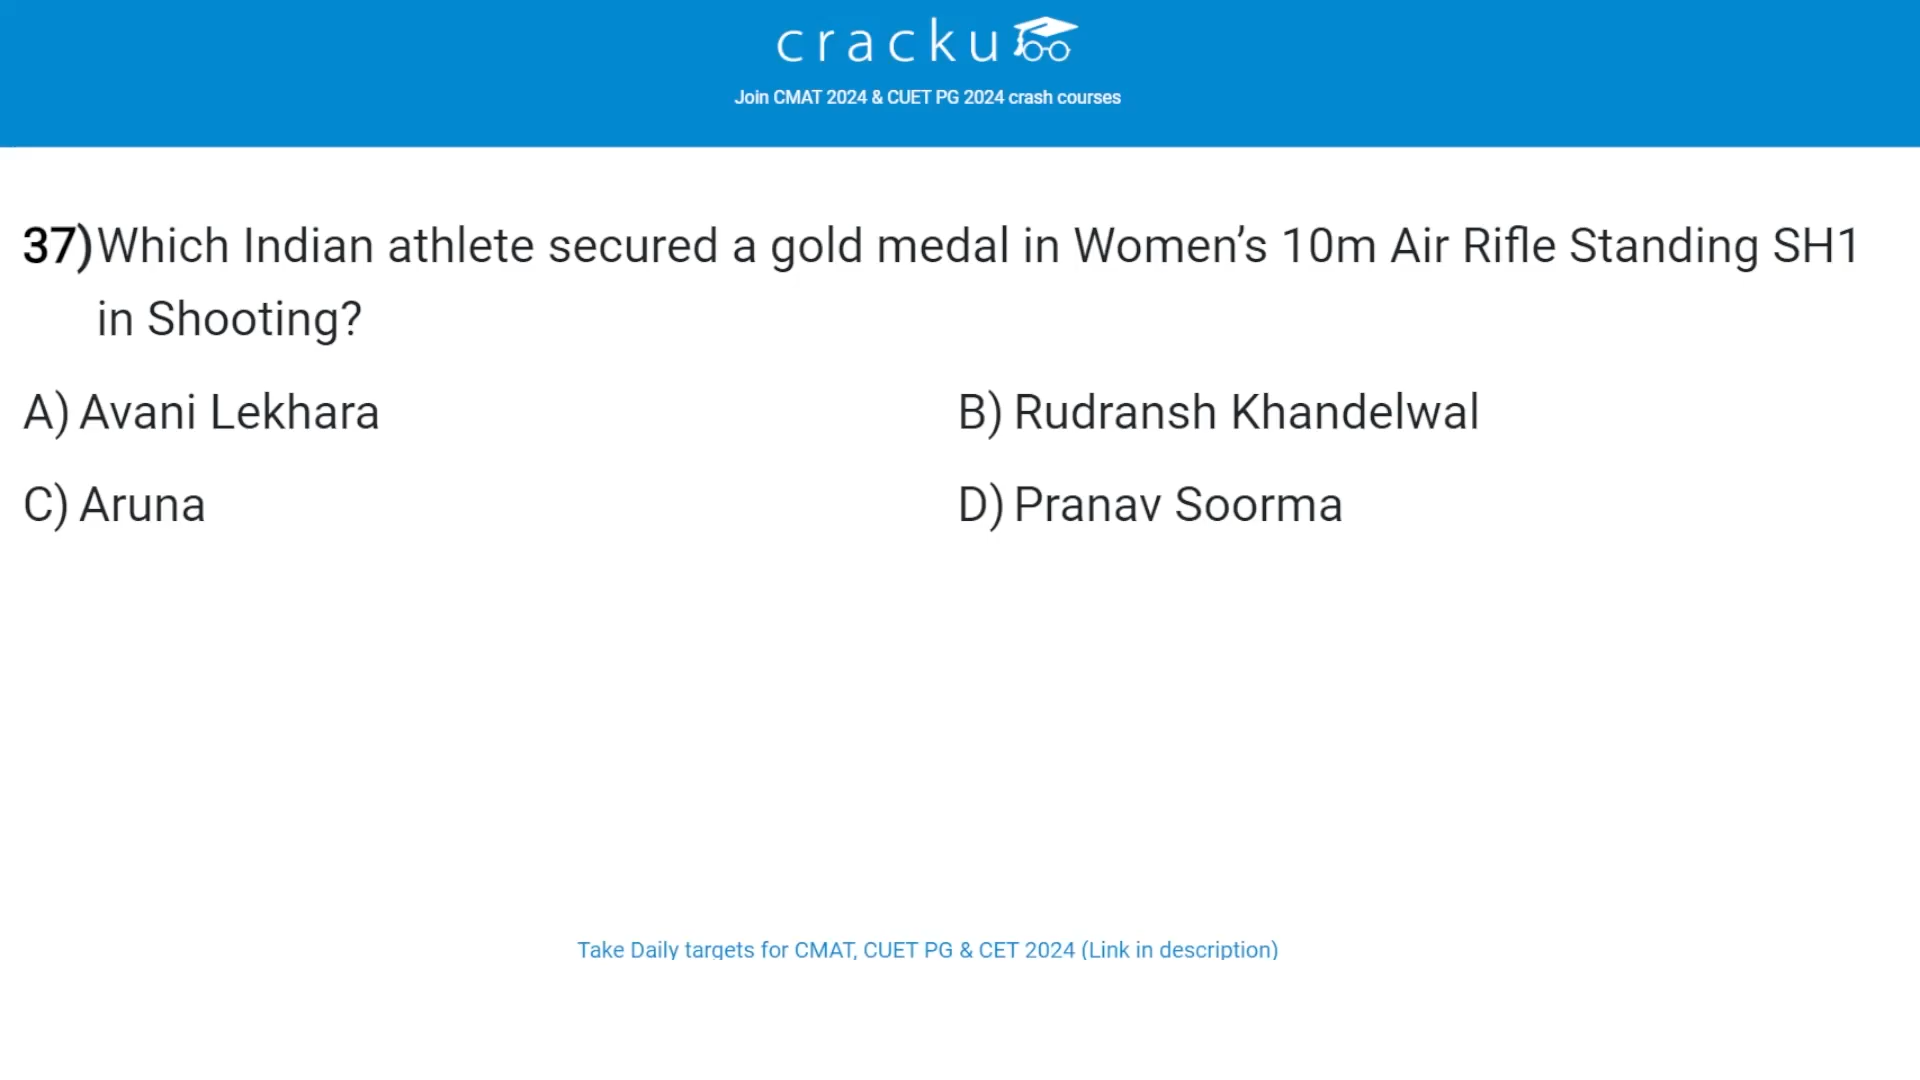 cracku
Join CMAT 2024 & CUET PG 2024 crash courses
37) Which Indian athlete secured a gold medal in Women’s 10m Air Rifle Standing SH1
in Shooting?
A) Avani Lekhara
B) Rudransh Khandelwal
C) Aruna
D) Pranav Soorma
Take Daily targets for CMAT, CUET PG & CET 2024 (Link in description)